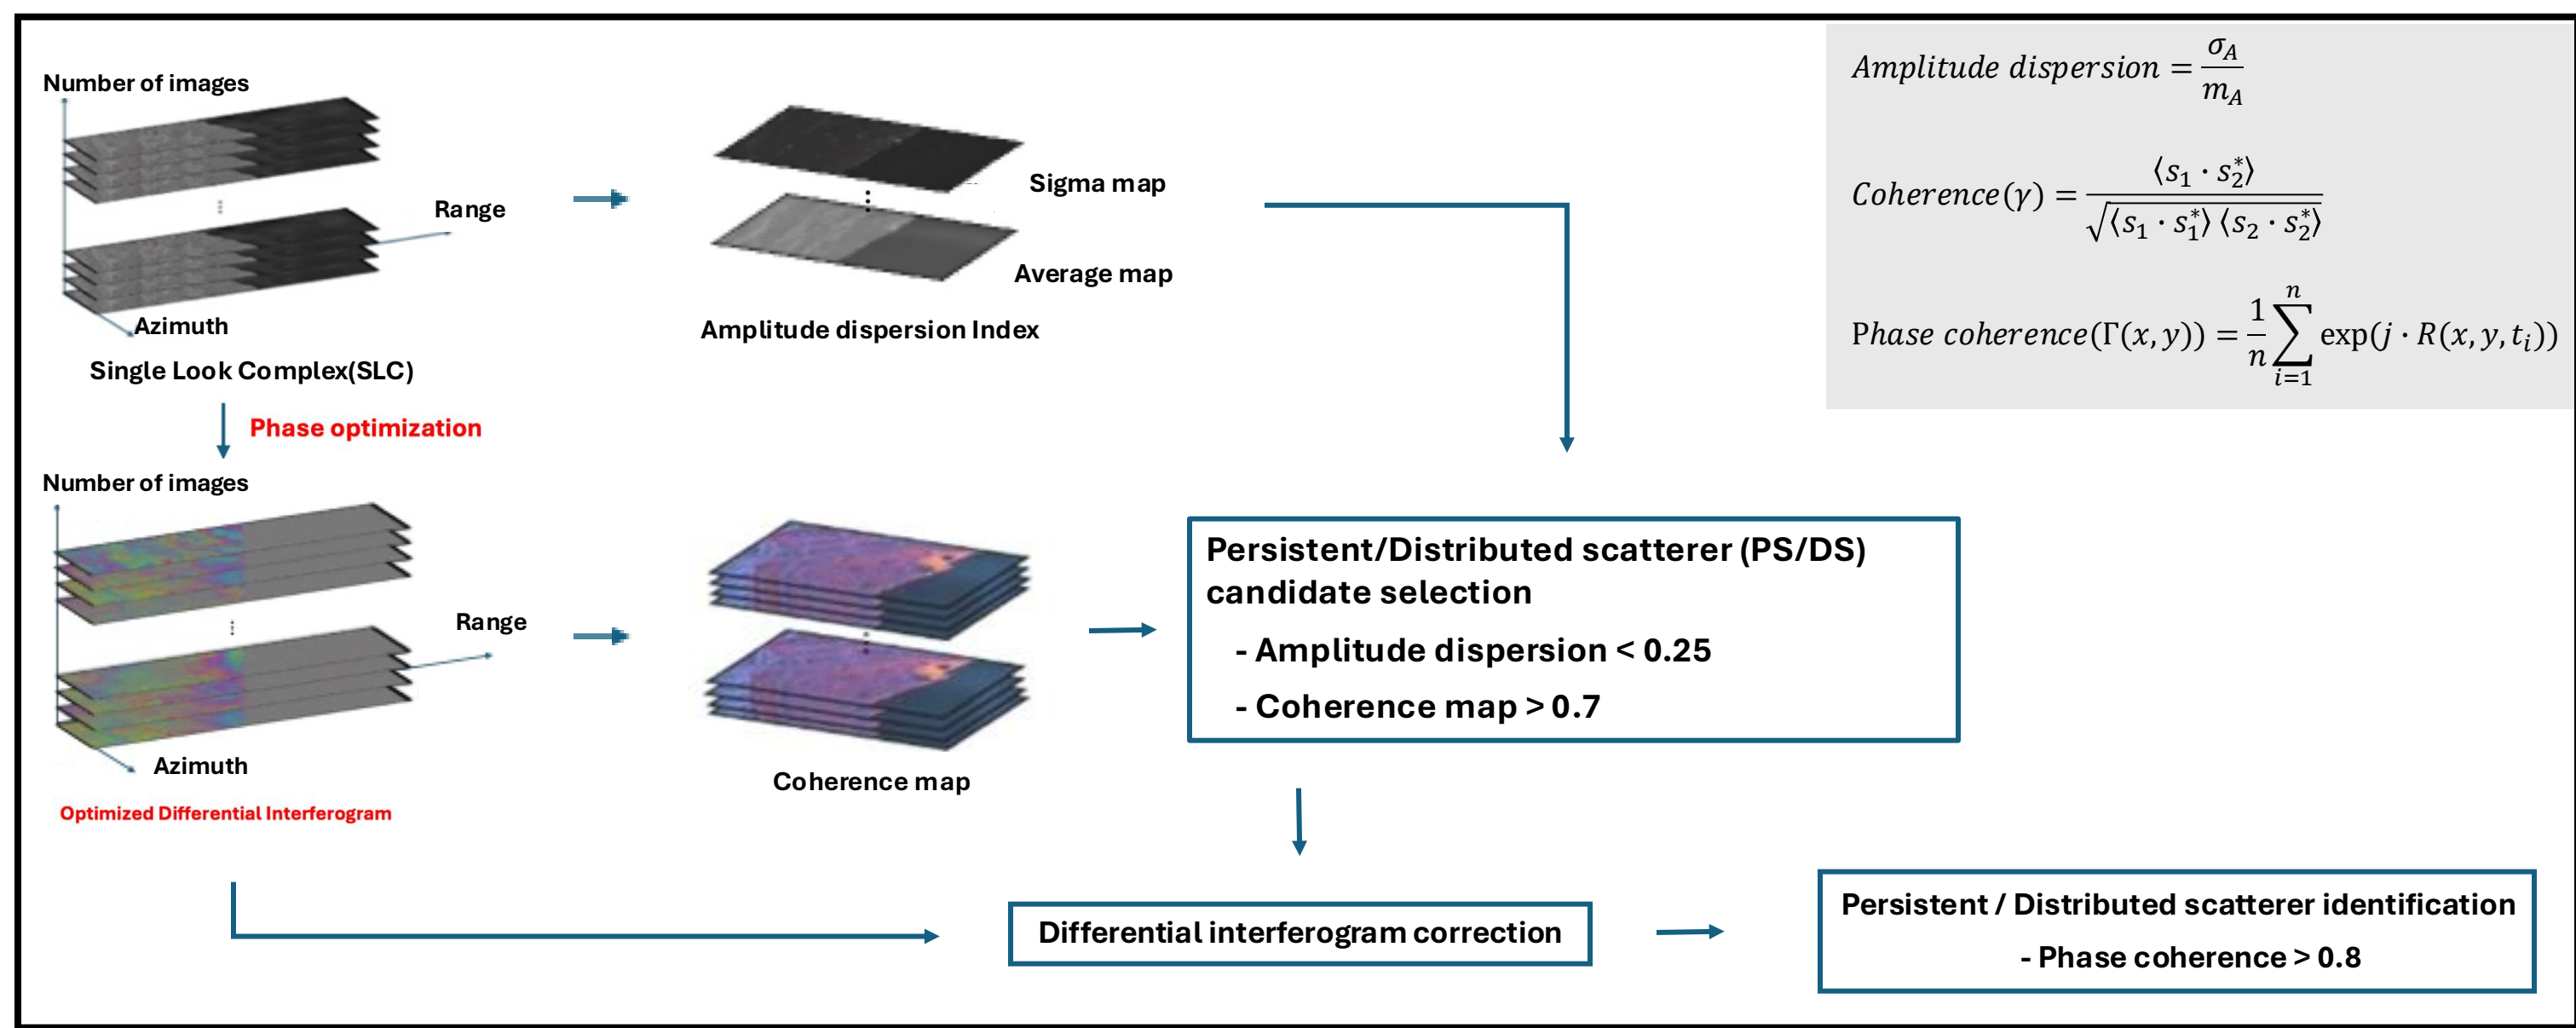 Number of images
Range
Azimuth
Single Look Complex(SLC)
Sigma map
Average map
Amplitude dispersion Index
Amplitude dispersion = σ_A / m_A
Coherence(γ) = ⟨s_1 · s_2^*⟩ / √(⟨s_1 · s_1^*⟩ ⟨s_2 · s_2^*⟩)
Phase coherence(Γ(x, y)) = 1/n ∑_{i=1}^{n} exp(j · R(x, y, t_i))
Phase optimization
Number of images
Range
Azimuth
Optimized Differential Interferogram
Coherence map
Persistent/Distributed scatterer (PS/DS)
candidate selection
- Amplitude dispersion < 0.25
- Coherence map > 0.7
Differential interferogram correction
Persistent / Distributed scatterer identification
- Phase coherence > 0.8